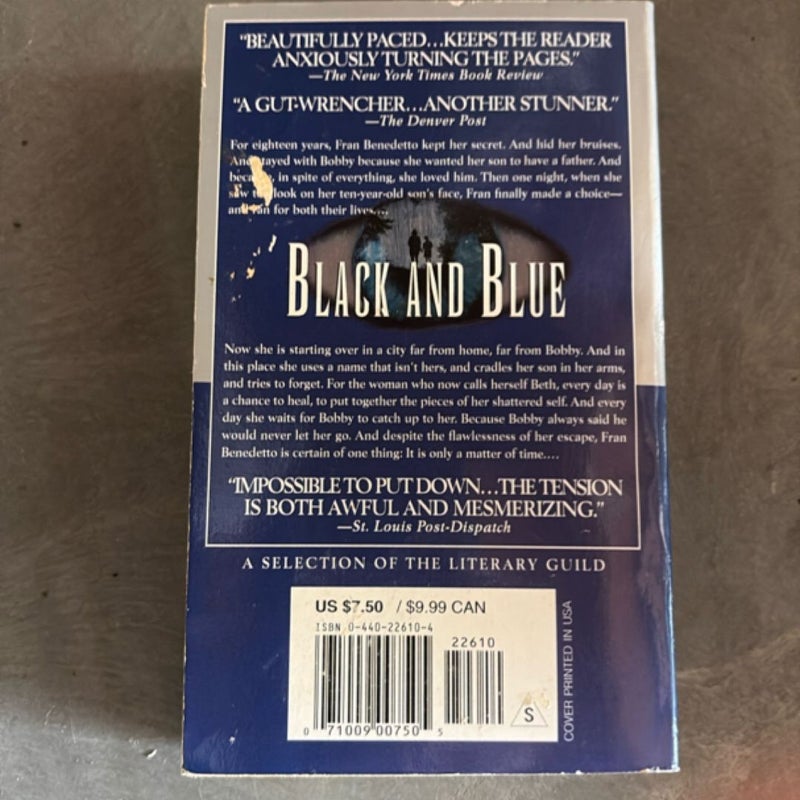 “BEAUTIFULLY PACED…KEEPS THE READER
ANXIOUSLY TURNING THE PAGES.”
—The New York Times Book Review
“A GUT-WRENCHER…ANOTHER STUNNER.”
—The Denver Post
For eighteen years, Fran Benedetto kept her secret. And hid her bruises.
And stayed with Bobby because she wanted her son to have a father. And
in spite of everything, she loved him. Then one night, when she
look on her ten-year-old son’s face, Fran finally made a choice—
for both their lives….
BLACK AND BLUE
Now she is starting over in a city far from home, far from Bobby. And in
this place she uses a name that isn’t hers, and cradles her son in her arms,
and tries to forget. For the woman who now calls herself Beth, every day is
a chance to heal, to put together the pieces of her shattered self. And every
day she waits for Bobby to catch up to her. Because Bobby always said he
would never let her go. And despite the flawlessness of her escape, Fran
Benedetto is certain of one thing: It is only a matter of time….
“IMPOSSIBLE TO PUT DOWN…THE TENSION
IS BOTH AWFUL AND MESMERIZING.”
—St. Louis Post-Dispatch
A SELECTION OF THE LITERARY GUILD
US $7.50 / $9.99 CAN
ISBN 0-440-22610-4
22610
0 71009 00750 5
S
COVER PRINTED IN USA